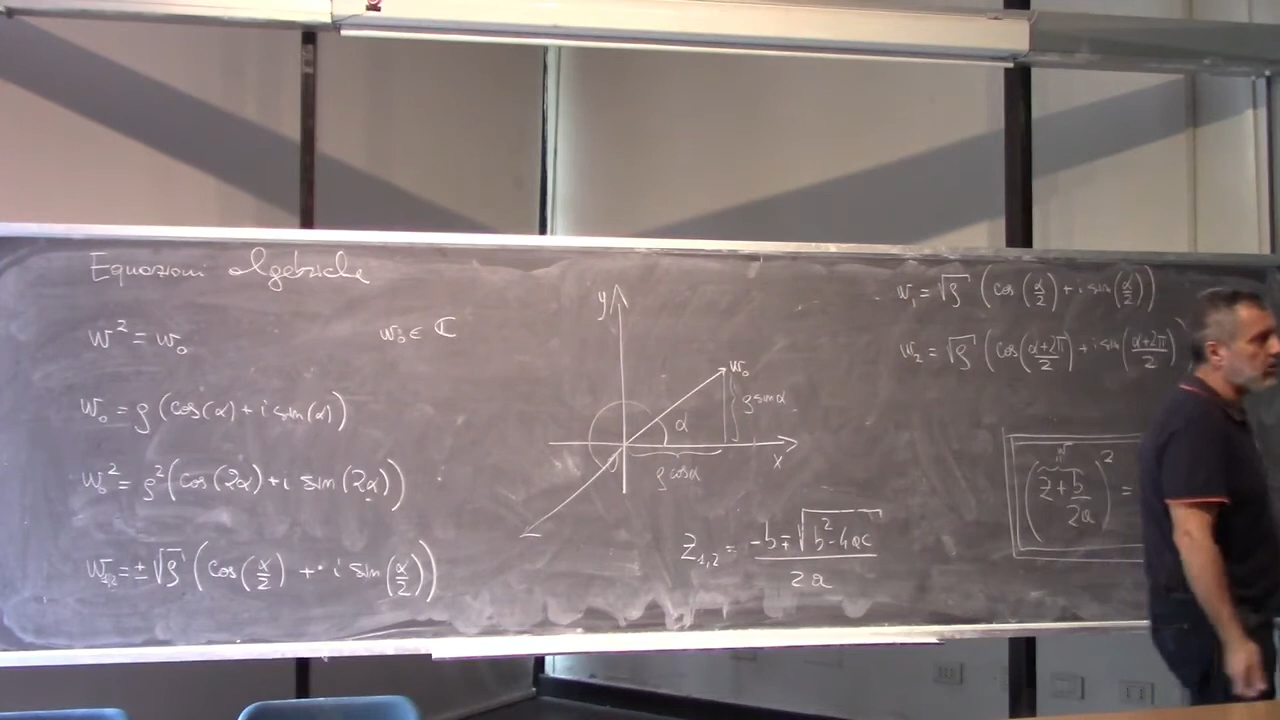 Equazioni algebriche
w² = w₀
w₀ ∈ ℂ
w₀ = ρ (cos(α) + i sin(α))
w₀² = ρ² (cos(2α) + i sin(2α))
w₁,₂ = ± √ρ (cos(α/2) + i sin(α/2))
y
w₀
α
ρ sin α
x
ρ cos α
z₁,₂ = (-b ∓ √(b² - 4ac)) / 2a
w₁ = √ρ (cos(α/2) + i sin(α/2))
w₂ = √ρ (cos((α+2π)/2) + i sin((α+2π)/2))
w
(z + b/2a)² =